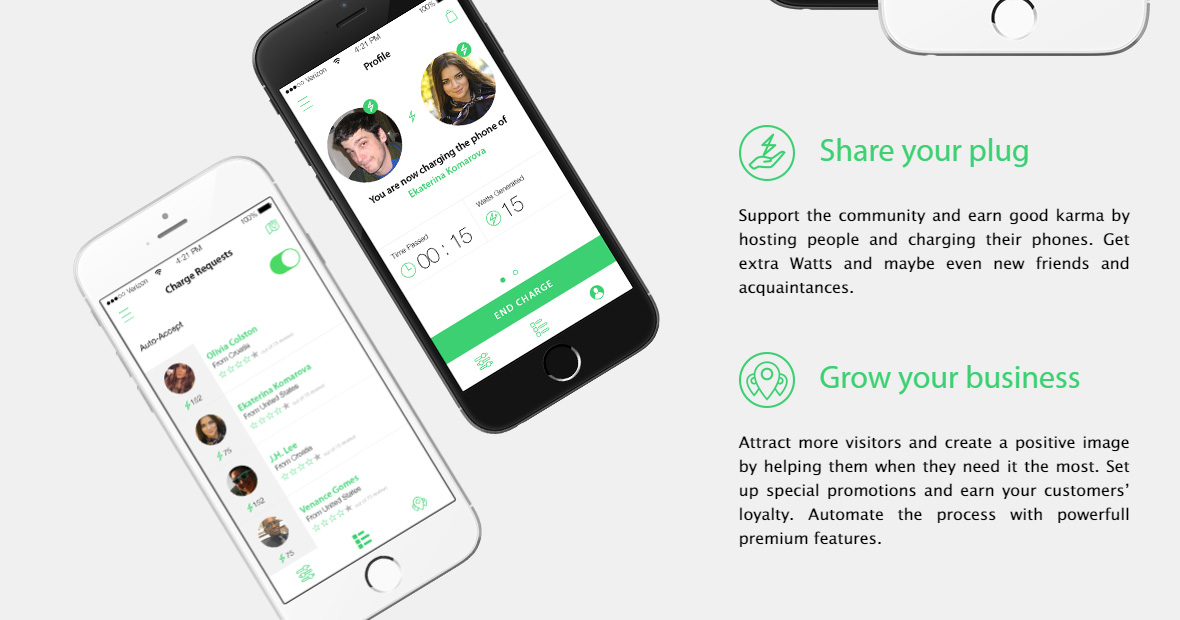 ●●●○○ Verizon
4:21 PM
100%
Profile
You are now charging the phone of
Ekaterina Komarova
Time Passed
00 : 15
Watts Generated
15
END CHARGE
●●●○○ Verizon
4:21 PM
100%
Charge Requests
Auto-Accept
Olivia Colston
From Croatia
152
Ekaterina Komarova
From United States
75
J.H. Lee
From Croatia
152
Venance Gomes
From United States
75
Share your plug
Support the community and earn good karma by
hosting people and charging their phones. Get
extra Watts and maybe even new friends and
acquaintances.
Grow your business
Attract more visitors and create a positive image
by helping them when they need it the most. Set
up special promotions and earn your customers’
loyalty. Automate the process with powerfull
premium features.